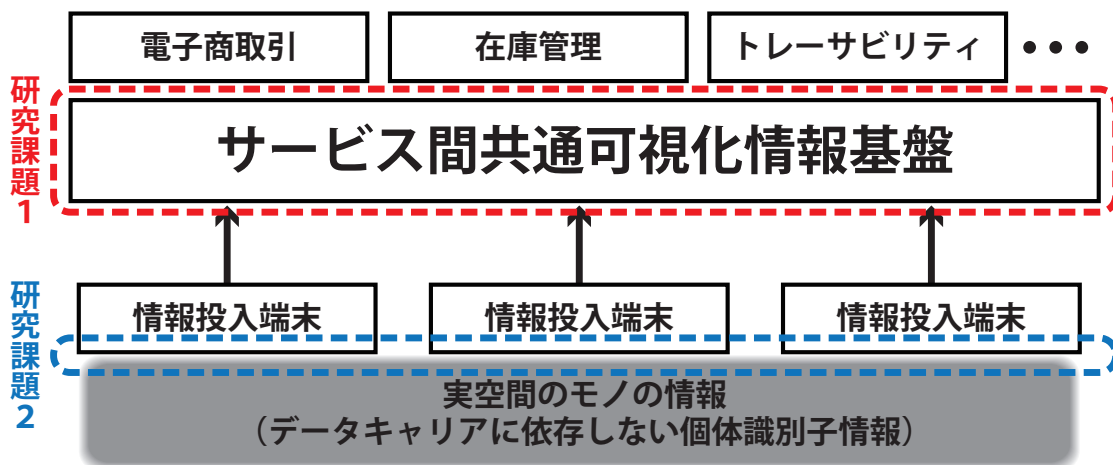 電子商取引
在庫管理
トレーサビリティ
•••
研究課題1
サービス間共通可視化情報基盤
研究課題2
情報投入端末
情報投入端末
情報投入端末
実空間のモノの情報
（データキャリアに依存しない個体識別子情報）